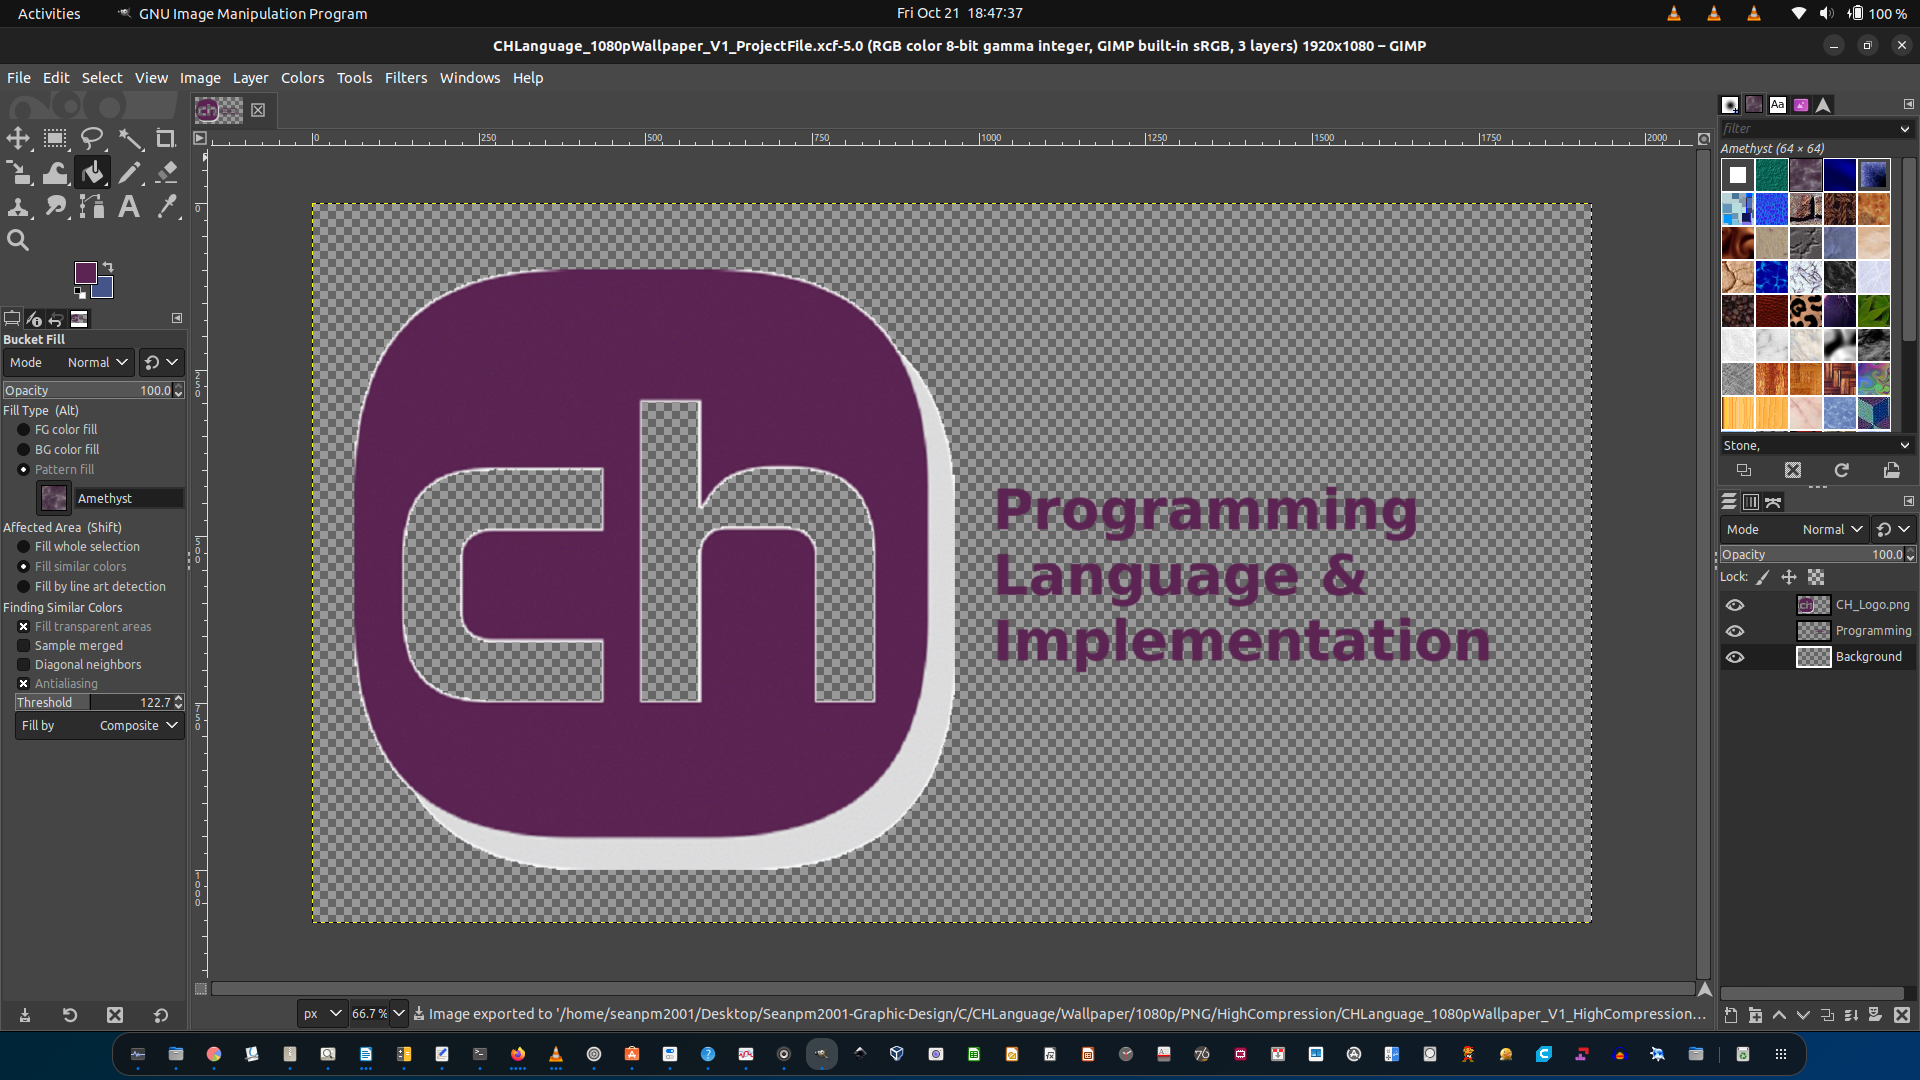 Activities
GNU Image Manipulation Program
Fri Oct 21 18:47:37
100 %
CHLanguage_1080pWallpaper_V1_ProjectFile.xcf-5.0 (RGB color 8-bit gamma integer, GIMP built-in sRGB, 3 layers) 1920x1080 – GIMP
File Edit Select View Image Layer Colors Tools Filters Windows Help
0 250 500 750 1000 1250 1500 1750 2000
0
250
500
750
1000
Bucket Fill
Mode Normal
Opacity 100.0
Fill Type (Alt)
FG color fill
BG color fill
Pattern fill
Amethyst
Affected Area (Shift)
Fill whole selection
Fill similar colors
Fill by line art detection
Finding Similar Colors
Fill transparent areas
Sample merged
Diagonal neighbors
Antialiasing
Threshold 122.7
Fill by Composite
ch
Programming
Language &
Implementation
Aa
filter
Amethyst (64 × 64)
Stone,
Mode Normal
Opacity 100.0
Lock:
CH_Logo.png
Programming
Background
px 66.7 % Image exported to '/home/seanpm2001/Desktop/Seanpm2001-Graphic-Design/C/CHLanguage/Wallpaper/1080p/PNG/HighCompression/CHLanguage_1080pWallpaper_V1_HighCompression...